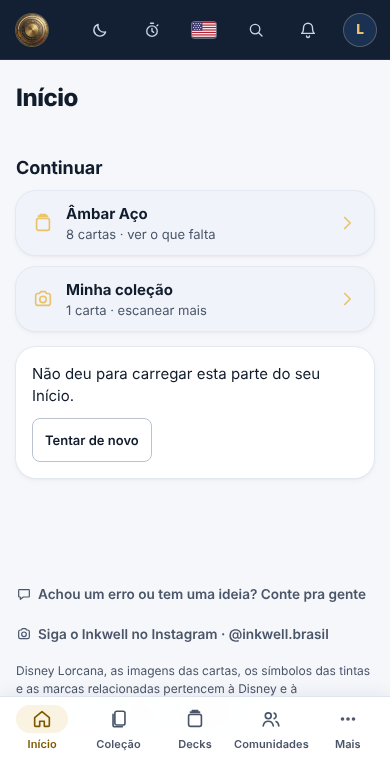 L
Início
Continuar
Âmbar Aço
8 cartas · ver o que falta
Minha coleção
1 carta · escanear mais
Não deu para carregar esta parte do seu
Início.
Tentar de novo
Achou um erro ou tem uma ideia? Conte pra gente
Siga o Inkwell no Instagram · @inkwell.brasil
Disney Lorcana, as imagens das cartas, os símbolos das tintas
e as marcas relacionadas pertencem à Disney e à
Início
Coleção
Decks
Comunidades
Mais